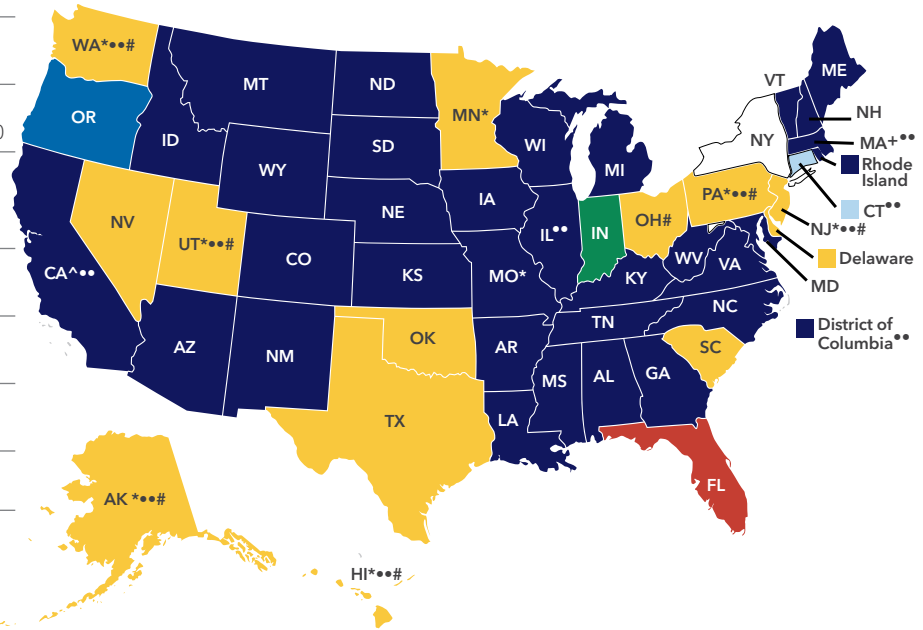 WA*••#
MT
ND
MN*
VT
ME
OR
ID
SD
WI
MI
NY
NH
MA+••
Rhode
Island
WY
NE
IA
PA*••#
CT••
NJ*••#
NV
UT*••#
CO
IL••
IN
OH#
WV
VA
Delaware
CA^••
KS
MO*
KY
MD
NC
District of
Columbia••
TN
OK
AZ
NM
AR
SC
MS
AL
GA
TX
LA
FL
AK *••#
HI*••#